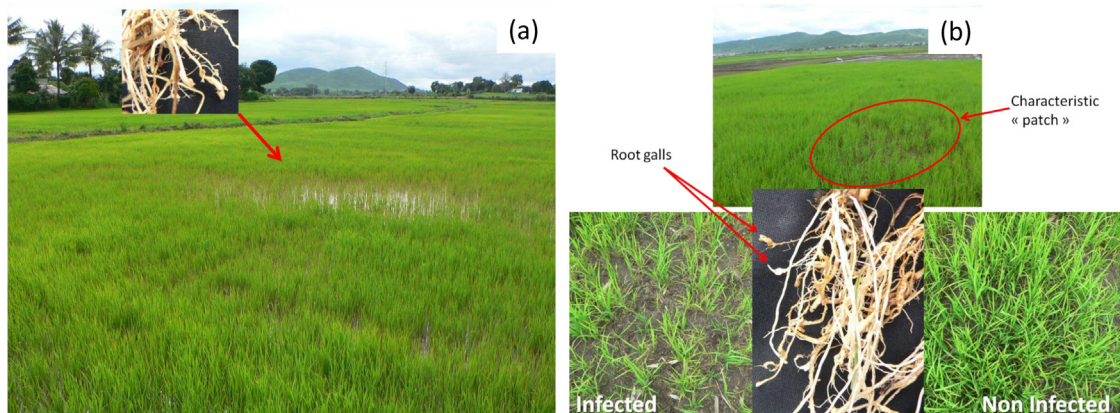 (a)
(b)
Characteristic
« patch »
Root galls
Infected
Non Infected